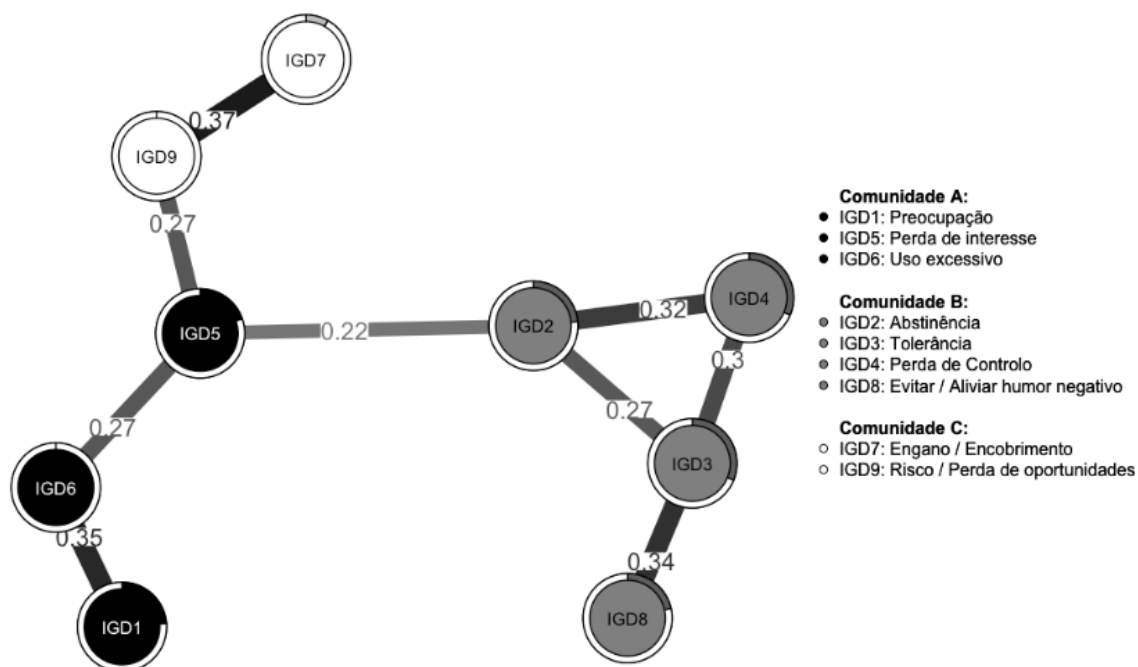 IGD7
0.37
IGD9
0.27
IGD5
0.22
IGD2
0.32
IGD4
0.27
0.3
0.27
IGD3
IGD6
0.35
0.34
IGD1
IGD8
Comunidade A:
IGD1: Preocupação
IGD5: Perda de interesse
IGD6: Uso excessivo
Comunidade B:
IGD2: Abstinência
IGD3: Tolerância
IGD4: Perda de Controlo
IGD8: Evitar / Aliviar humor negativo
Comunidade C:
IGD7: Engano / Encobrimento
IGD9: Risco / Perda de oportunidades